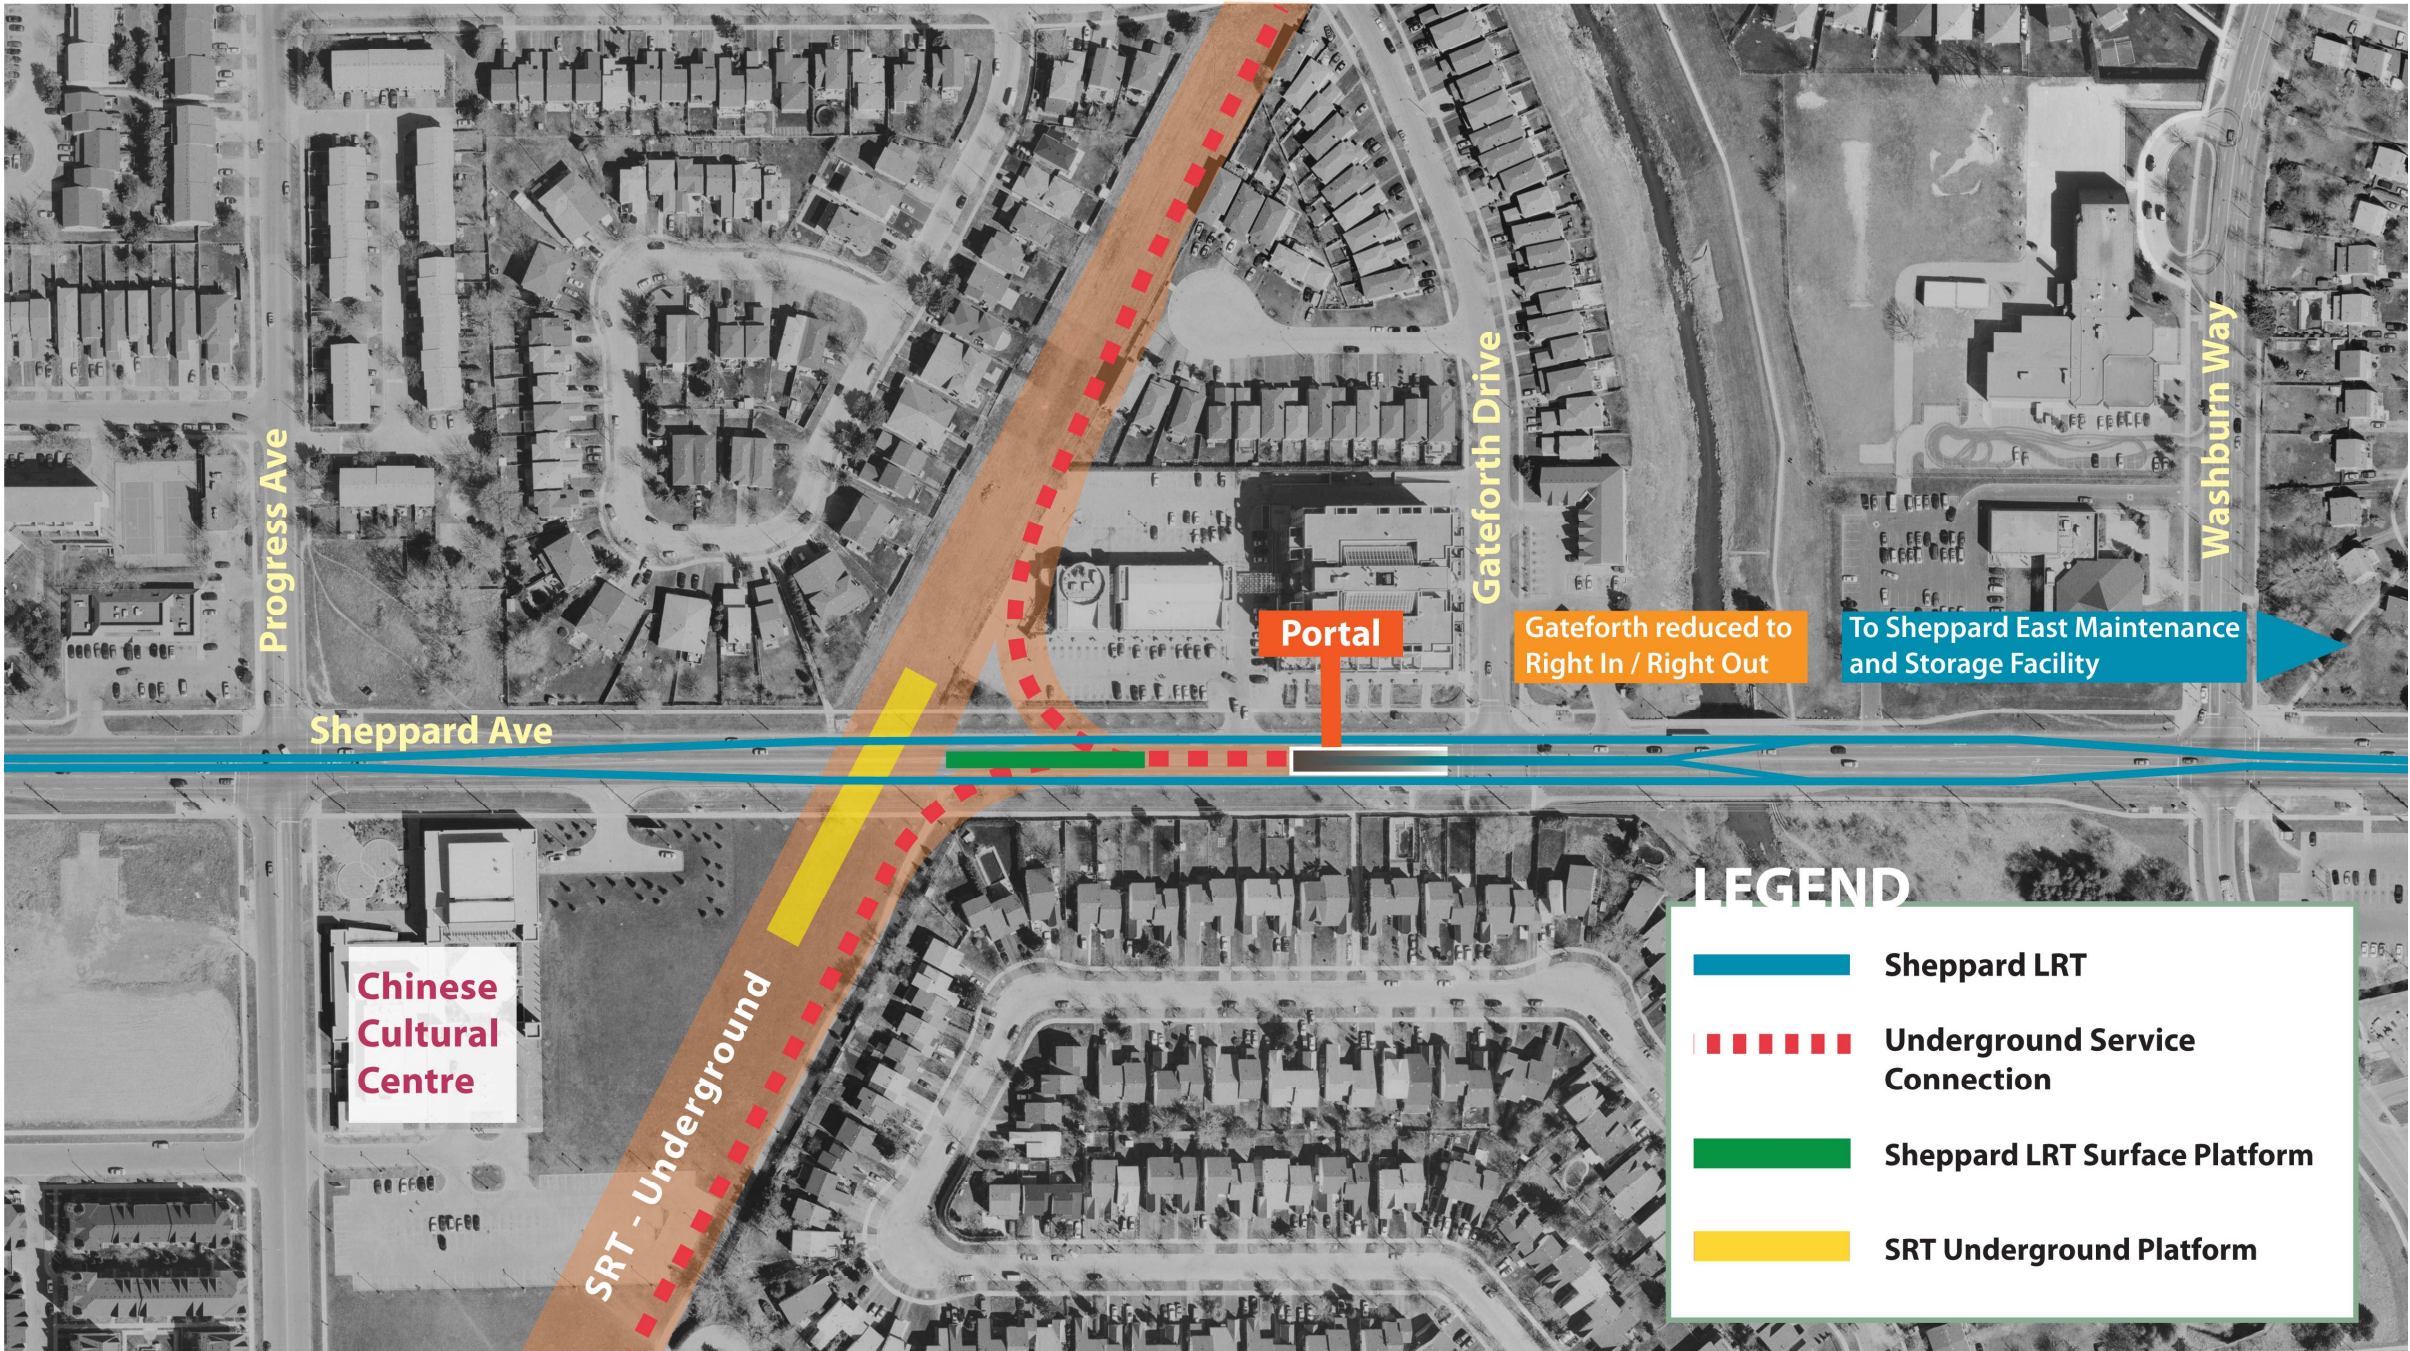 Progress Ave
Sheppard Ave
Gateforth Drive
Washburn Way
Portal
Gateforth reduced to
Right In / Right Out
To Sheppard East Maintenance
and Storage Facility
Chinese
Cultural
Centre
SRT - Underground
LEGEND
Sheppard LRT
Underground Service
Connection
Sheppard LRT Surface Platform
SRT Underground Platform